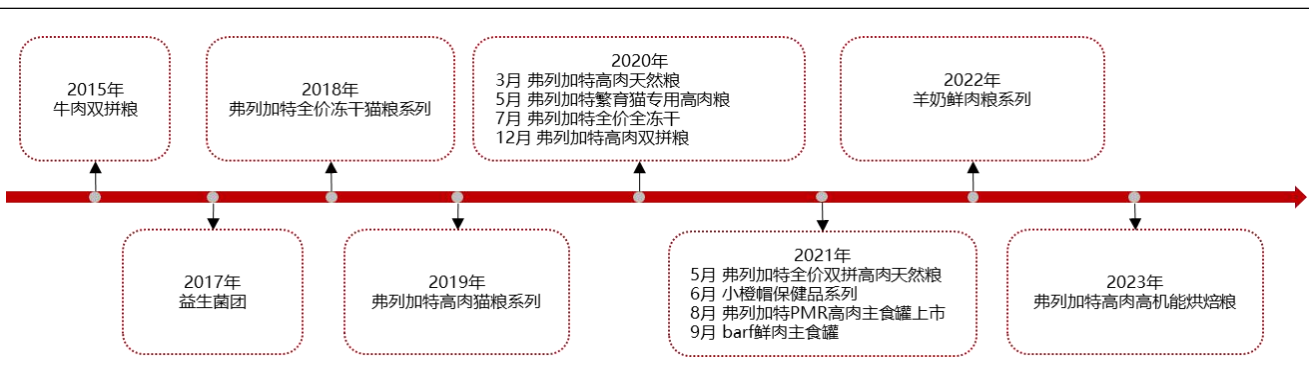 2015年
牛肉双拼粮
2017年
益生菌团
2018年
弗列加特全价冻干猫粮系列
2019年
弗列加特高肉猫粮系列
2020年
3月 弗列加特高肉天然粮
5月 弗列加特繁育猫专用高肉粮
7月 弗列加特全价全冻干
12月 弗列加特高肉双拼粮
2021年
5月 弗列加特全价双拼高肉天然粮
6月 小橙帽保健品系列
8月 弗列加特PMR高肉主食罐上市
9月 barf鲜肉主食罐
2022年
羊奶鲜肉粮系列
2023年
弗列加特高肉高机能烘焙粮